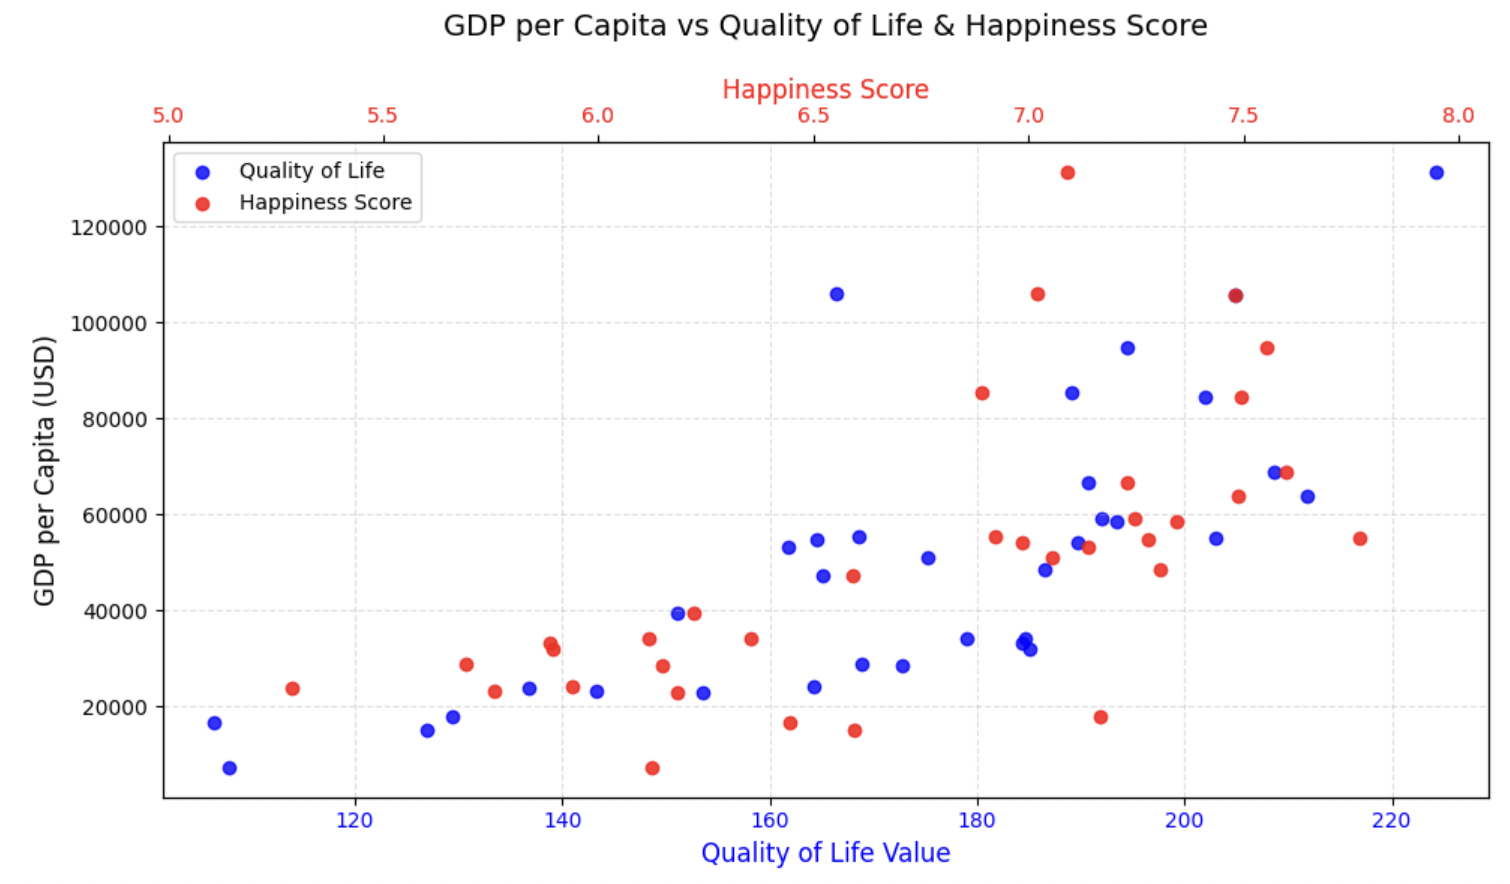 GDP per Capita vs Quality of Life & Happiness Score
Happiness Score
5.0 5.5 6.0 6.5 7.0 7.5 8.0
Quality of Life
Happiness Score
GDP per Capita (USD)
120000
100000
80000
60000
40000
20000
120 140 160 180 200 220
Quality of Life Value